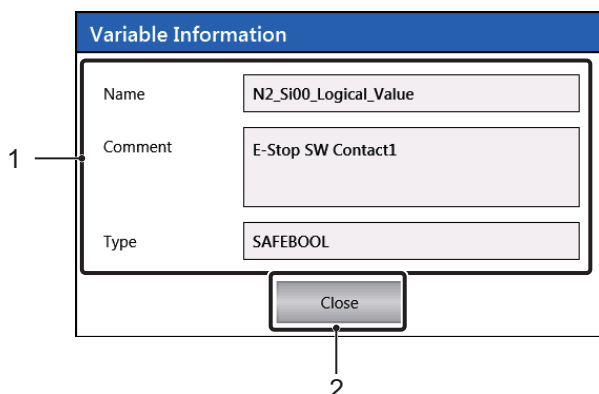 Variable Information
Name N2_Si00_Logical_Value
Comment E-Stop SW Contact1
1
Type SAFEBOOL
Close
2